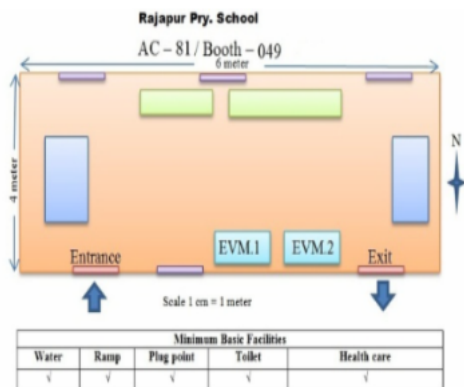 Rajapur Pry. School
AC – 81 / Booth – 049
6 meter
4 meter
N
EVM.1 EVM.2
Entrance Exit
Scale 1 cm = 1 meter
Minimum Basic Facilities
Water Ramp Plug point Toilet Health care
√ √ √ √ √